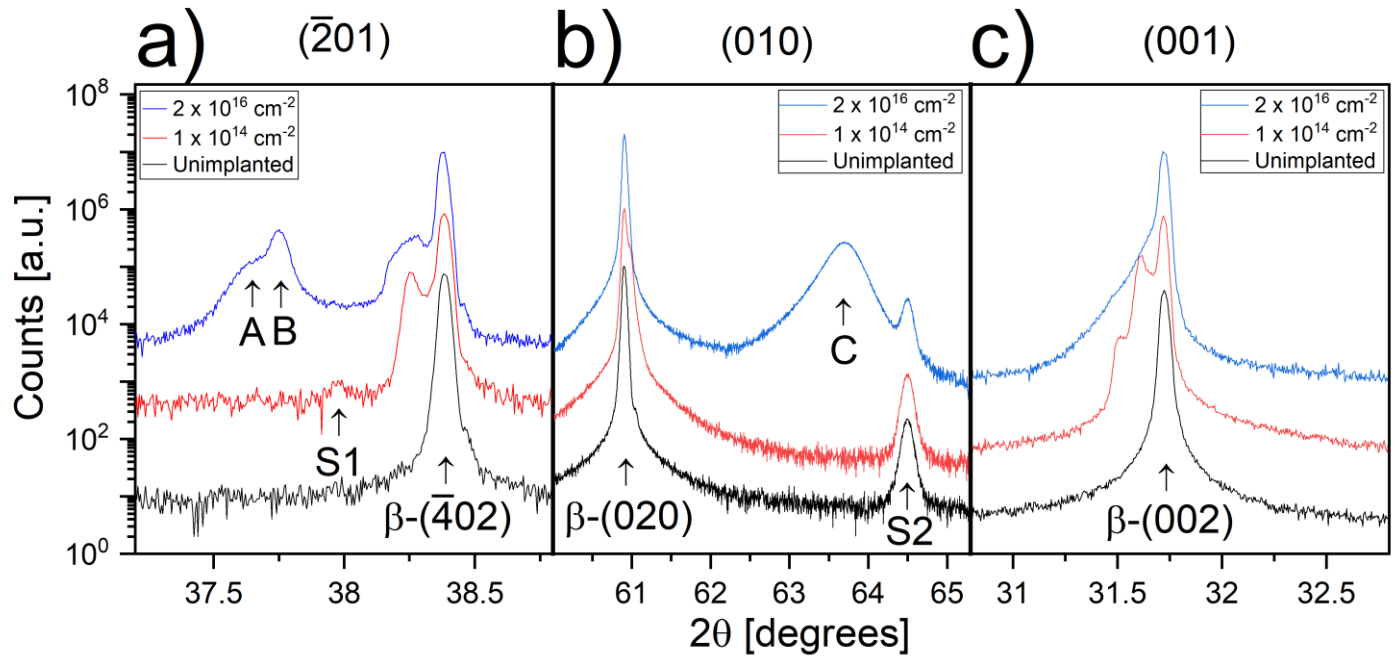 a) (2̅01)
b) (010)
c) (001)
10⁸
10⁶
10⁴
10²
10⁰
Counts [a.u.]
2 x 10¹⁶ cm⁻²
1 x 10¹⁴ cm⁻²
Unimplanted
A B
S1
β-(4̅02)
37.5 38 38.5
2 x 10¹⁶ cm⁻²
1 x 10¹⁴ cm⁻²
Unimplanted
C
β-(020)
S2
61 62 63 64 65
2 x 10¹⁶ cm⁻²
1 x 10¹⁴ cm⁻²
Unimplanted
β-(002)
31 31.5 32 32.5
2θ [degrees]